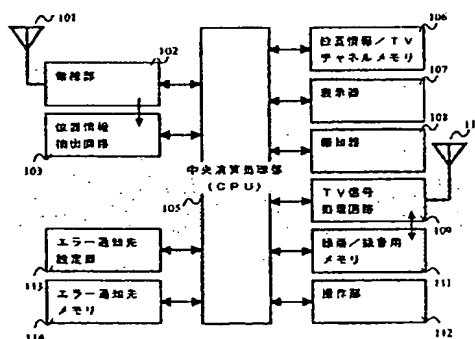 101
102
電話部
位置情報
抽出回路
103
中央演算処理部
(CPU)
105
エラー通知先
設定部
113
エラー通知先
メモリ
114
106
位置情報/TV
チャネルメモリ
107
表示器
108
報知器
11
TV信号
処理回路
109
録画/録音用
メモリ
111
操作部
112